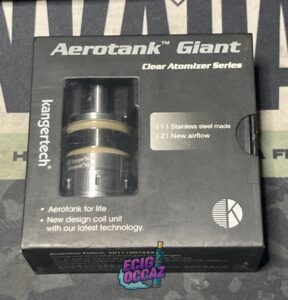 Aerotank™ Giant
Clear Atomizer Series
kangertech
( 1 ) Stainless steel made
( 2 ) New airflow
• Aerotank for life
• New design coil unit
with our latest technology.
K
ECIG
OCCAZ